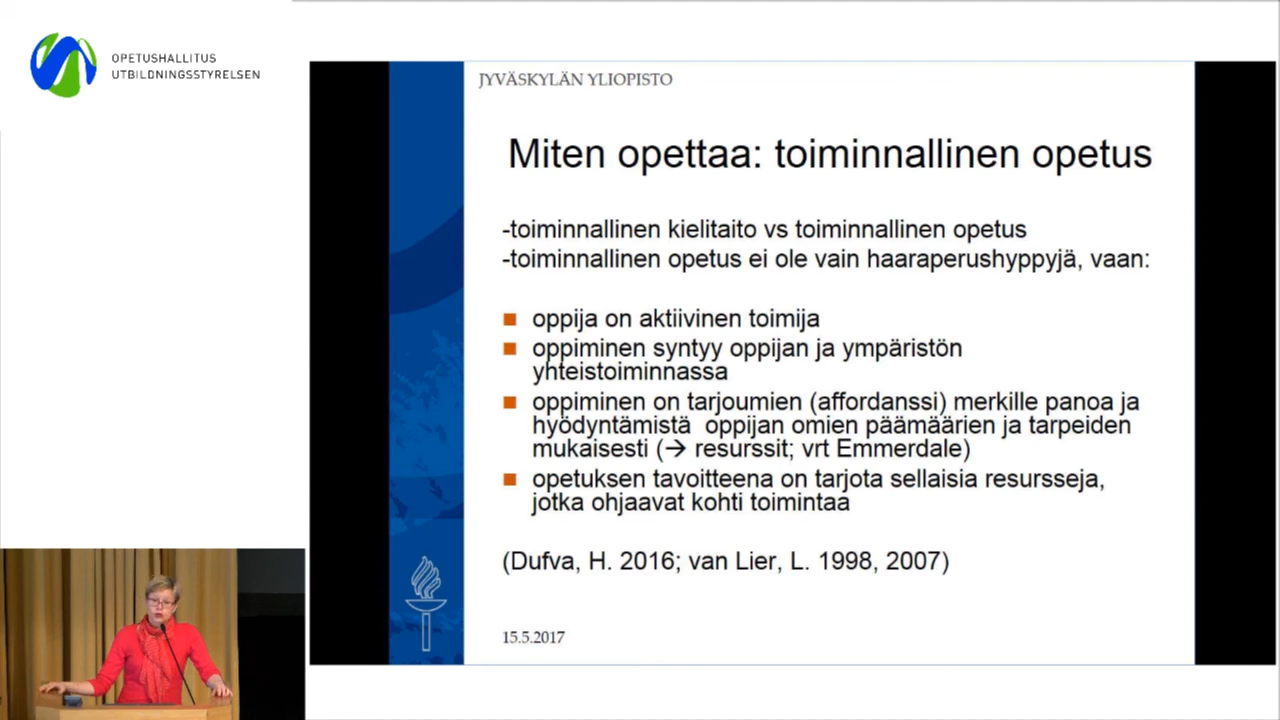 OPETUSHALLITUS
UTBILDNINGSSTYRELSEN
JYVÄSKYLÄN YLIOPISTO
Miten opettaa: toiminnallinen opetus
-toiminnallinen kielitaito vs toiminnallinen opetus
-toiminnallinen opetus ei ole vain haaraperushyppyjä, vaan:
oppija on aktiivinen toimija
oppiminen syntyy oppijan ja ympäristön
yhteistoiminnassa
oppiminen on tarjoumien (affordanssi) merkille panoa ja
hyödyntämistä oppijan omien päämäärien ja tarpeiden
mukaisesti (→ resurssit; vrt Emmerdale)
opetuksen tavoitteena on tarjota sellaisia resursseja,
jotka ohjaavat kohti toimintaa
(Dufva, H. 2016; van Lier, L. 1998, 2007)
15.5.2017